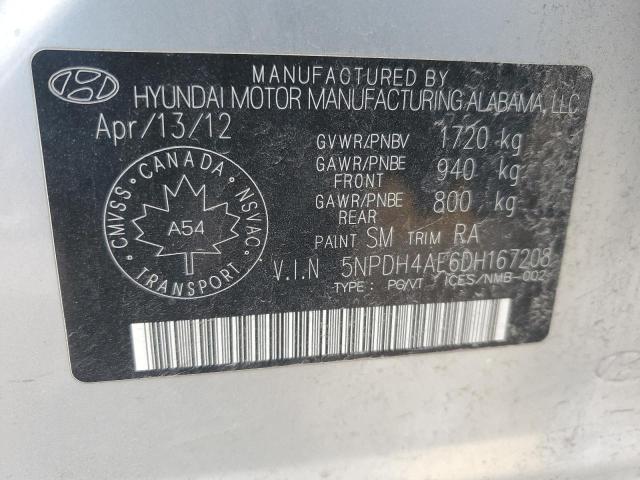 MANUFACTURED BY
HYUNDAI MOTOR MANUFACTURING ALABAMA, LLC
Apr/13/12
GVWR/PNBV 1720 kg
GAWR/PNBE FRONT 940 kg
GAWR/PNBE REAR 800 kg
PAINT SM TRIM RA
V.I.N 5NPDH4AE6DH167208
TYPE : PG/VT ICES/NMB-002
CANADA
CMVSS NSVAC
A54
TRANSPORT